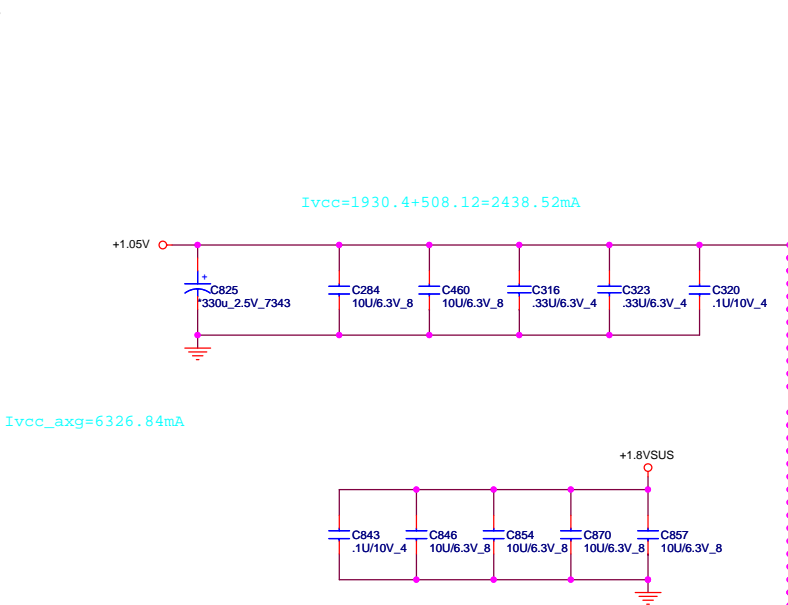 Ivcc=1930.4+508.12=2438.52mA
+1.05V
+
C825
*330u_2.5V_7343
C284
10U/6.3V_8
C460
10U/6.3V_8
C316
.33U/6.3V_4
C323
.33U/6.3V_4
C320
.1U/10V_4
Ivcc_axg=6326.84mA
+1.8VSUS
C843
.1U/10V_4
C846
10U/6.3V_8
C854
10U/6.3V_8
C870
10U/6.3V_8
C857
10U/6.3V_8